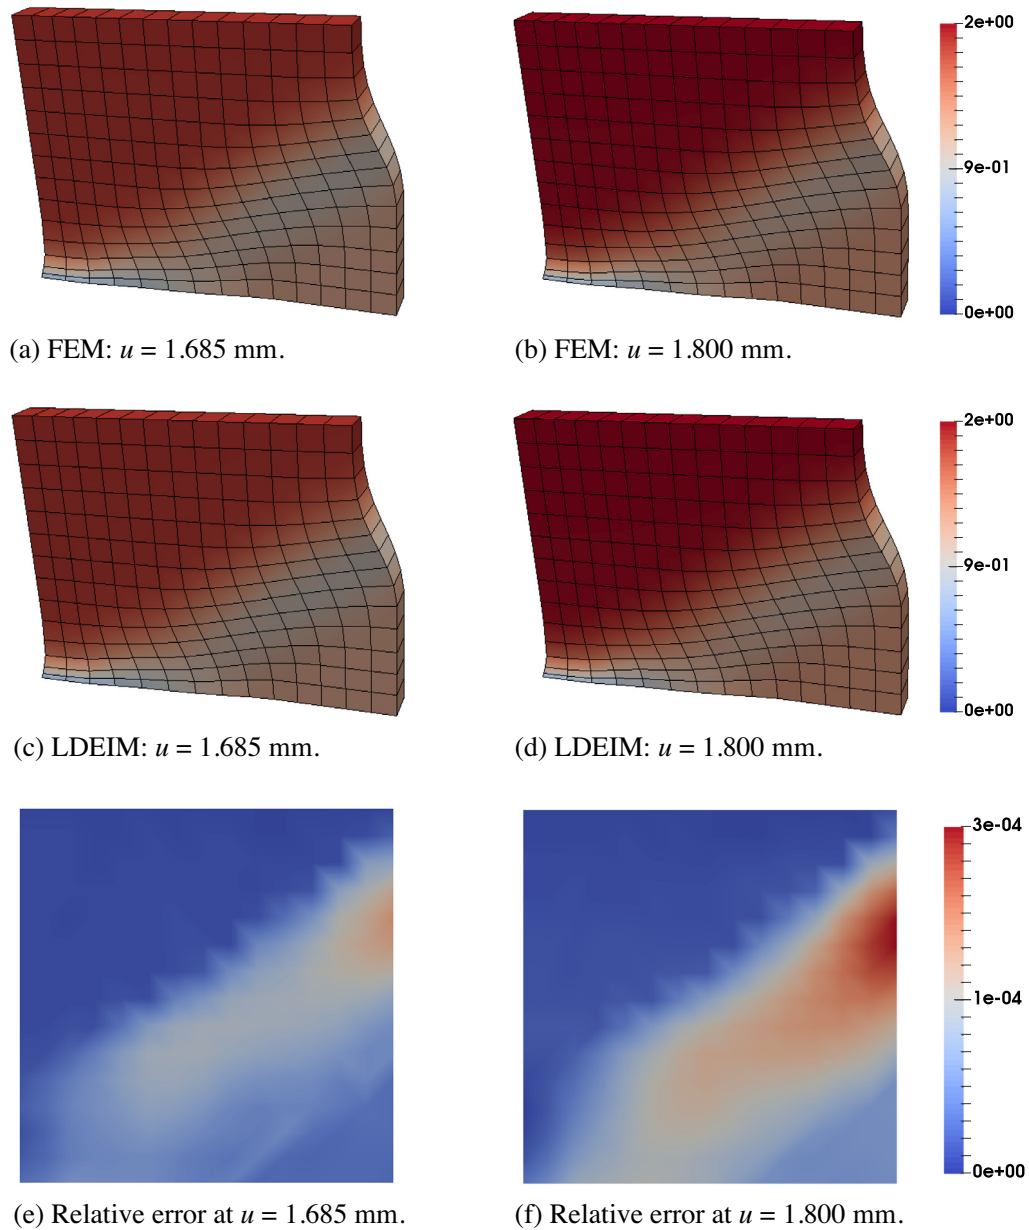 2e+00
9e-01
0e+00
(a) FEM: u = 1.685 mm.
(b) FEM: u = 1.800 mm.
2e+00
9e-01
0e+00
(c) LDEIM: u = 1.685 mm.
(d) LDEIM: u = 1.800 mm.
3e-04
1e-04
0e+00
(e) Relative error at u = 1.685 mm.
(f) Relative error at u = 1.800 mm.